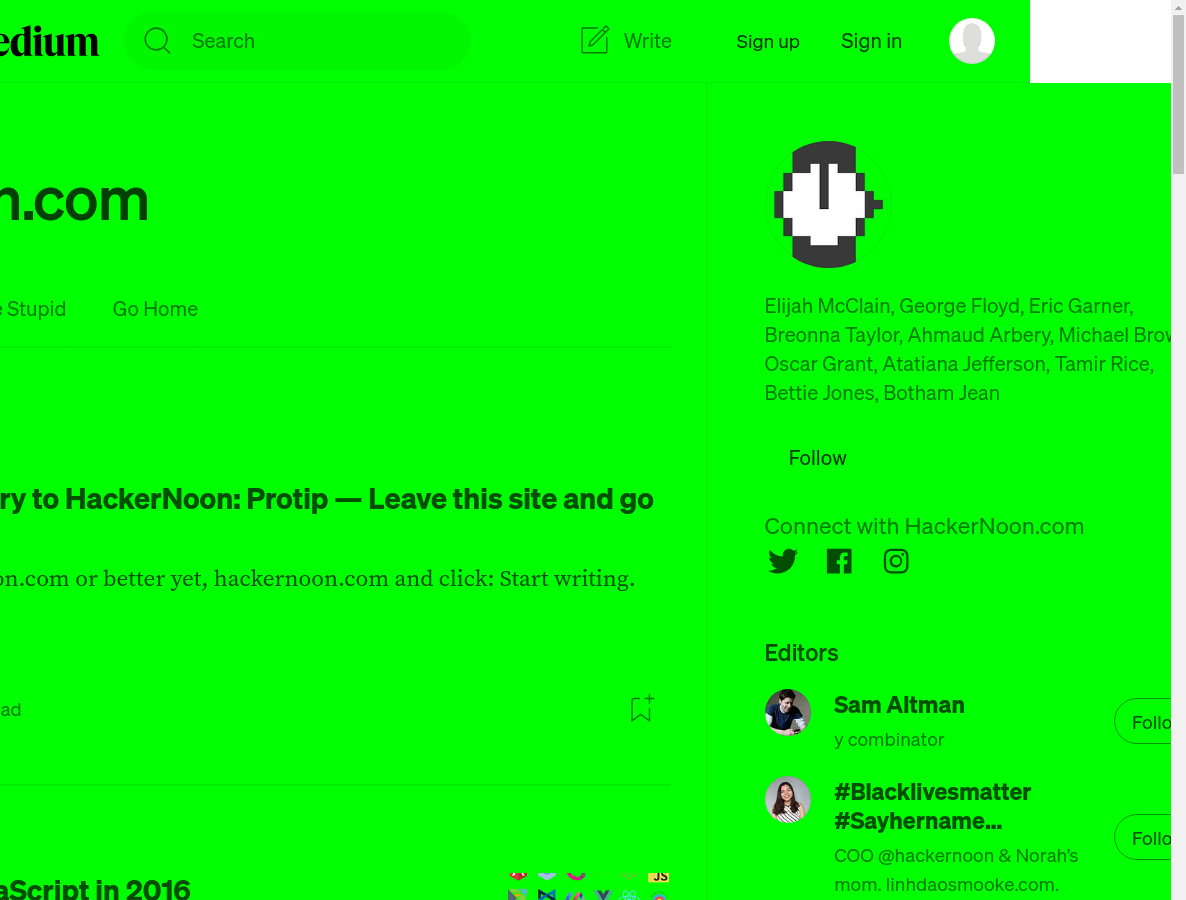 edium
Search
Write
Sign up
Sign in
n.com
Stupid
Go Home
Elijah McClain, George Floyd, Eric Garner,
Breonna Taylor, Ahmaud Arbery, Michael Brow
Oscar Grant, Atatiana Jefferson, Tamir Rice,
Bettie Jones, Botham Jean
Follow
ry to HackerNoon: Protip — Leave this site and go
Connect with HackerNoon.com
on.com or better yet, hackernoon.com and click: Start writing.
Editors
ad
Sam Altman
Follo
y combinator
#Blacklivesmatter
#Sayhername...
Follo
COO @hackernoon & Norah's
mom. linhdaosmooke.com.
aScript in 2016
JS